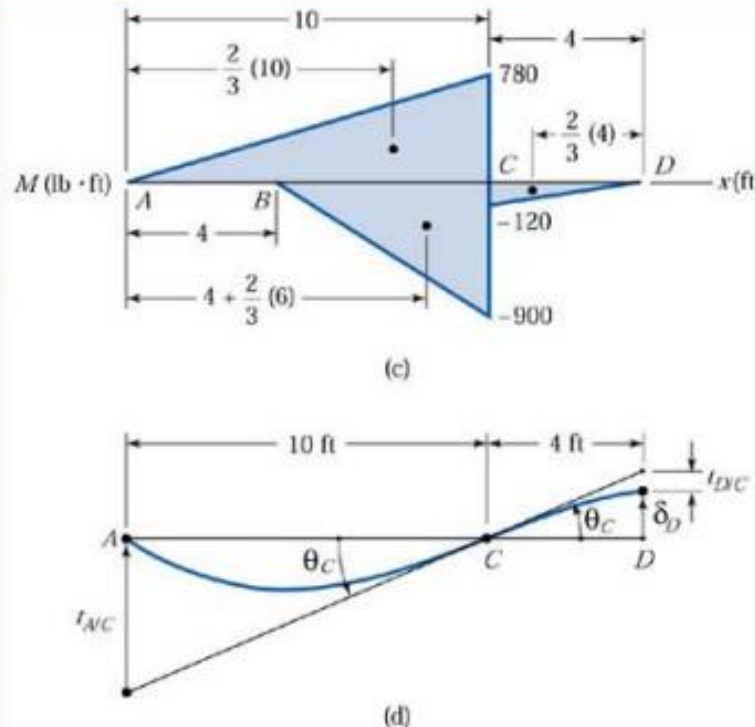 10
4
2/3 (10)
780
2/3 (4)
M (lb · ft)
A
B
C
D
x(ft
4
−120
4 + 2/3 (6)
−900
(c)
10 ft
4 ft
t_D/C
A
θ_C
C
θ_C
δ_D
D
t_A/C
(d)